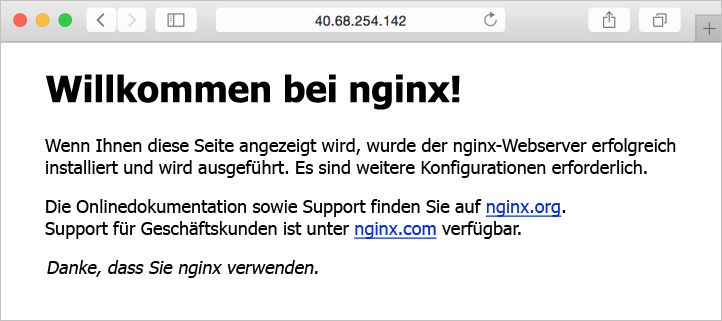 40.68.254.142
Willkommen bei nginx!
Wenn Ihnen diese Seite angezeigt wird, wurde der nginx-Webserver erfolgreich
installiert und wird ausgeführt. Es sind weitere Konfigurationen erforderlich.
Die Onlinedokumentation sowie Support finden Sie auf nginx.org.
Support für Geschäftskunden ist unter nginx.com verfügbar.
Danke, dass Sie nginx verwenden.